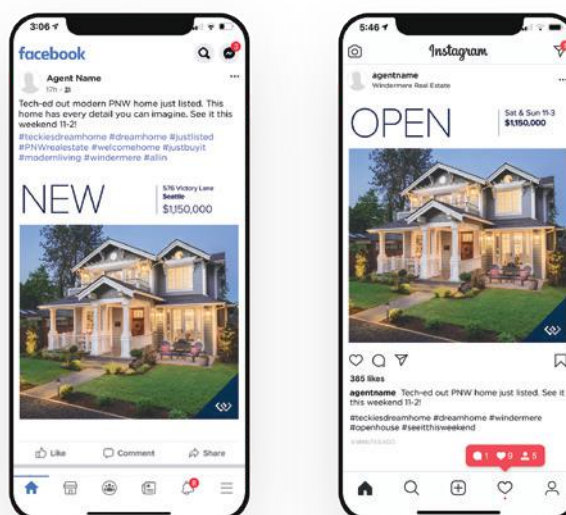 3:06
facebook
3
Agent Name
17h
Tech-ed out modern PNW home just listed. This
home has every detail you can imagine. See it this
weekend 11-2!
#teckiesdreamhome #dreamhome #justlisted
#PNWrealestate #welcomehome #justbuyit
#modernliving #windermere #allin
NEW
576 Victory Lane
Seattle
$1,150,000
Like
Comment
Share
5:46
Instagram
agentname
Windermere Real Estate
OPEN
Sat & Sun 11-3
$1,150,000
385 likes
agentname Tech-ed out PNW home just listed. See it
this weekend 11-2!
#teckiesdreamhome #dreamhome #windermere
#openhouse #seeitthisweekend
MINUTES AGO
1 9 5